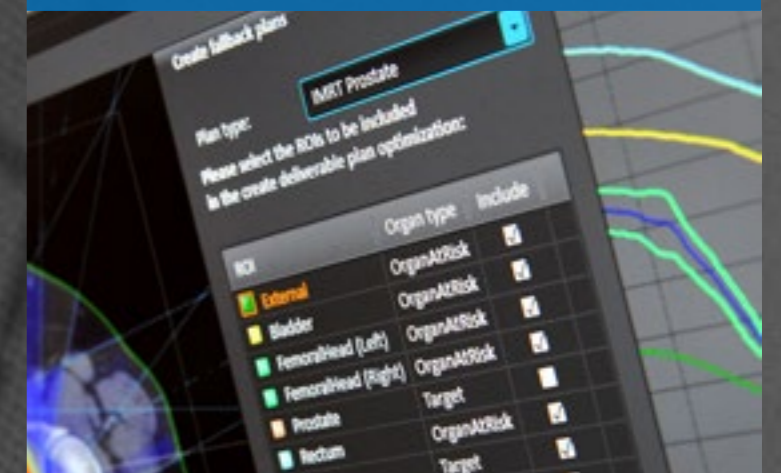 Create fallback plans
Plan type: IMRT Prostate
Please select the ROIs to be included
in the create deliverable plan optimization:
ROI Organ type Include
External OrganAtRisk
Bladder OrganAtRisk
FemoralHead (Left) OrganAtRisk
FemoralHead (Right) OrganAtRisk
Prostate Target
Rectum OrganAtRisk
Target